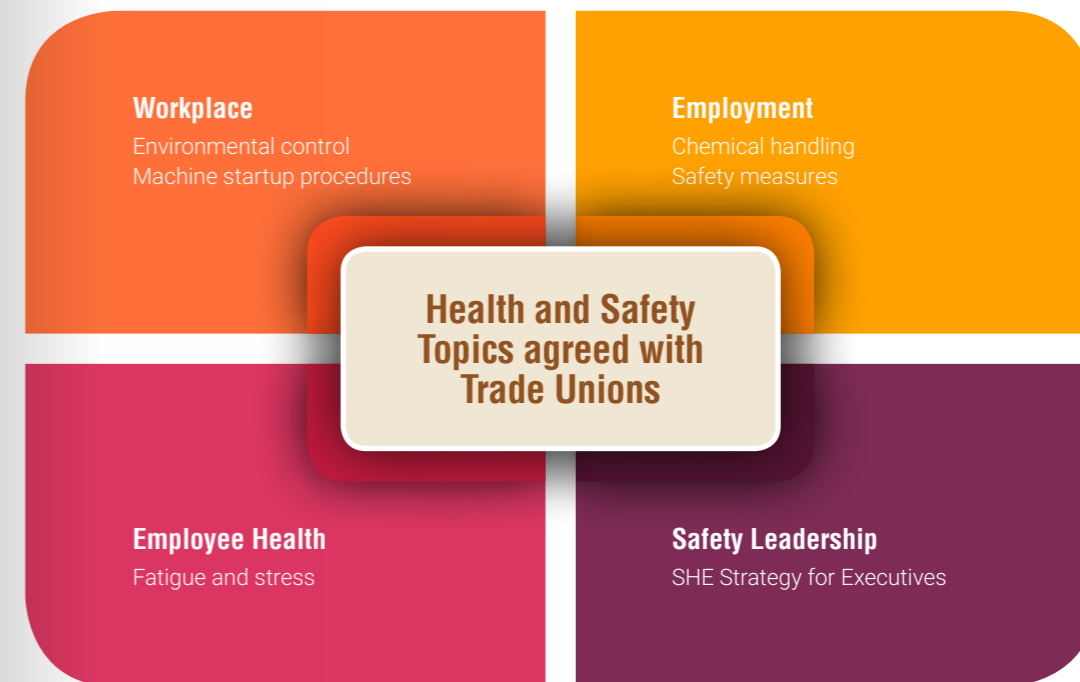 Workplace
Environmental control
Machine startup procedures
Employment
Chemical handling
Safety measures
Health and Safety
Topics agreed with
Trade Unions
Employee Health
Fatigue and stress
Safety Leadership
SHE Strategy for Executives